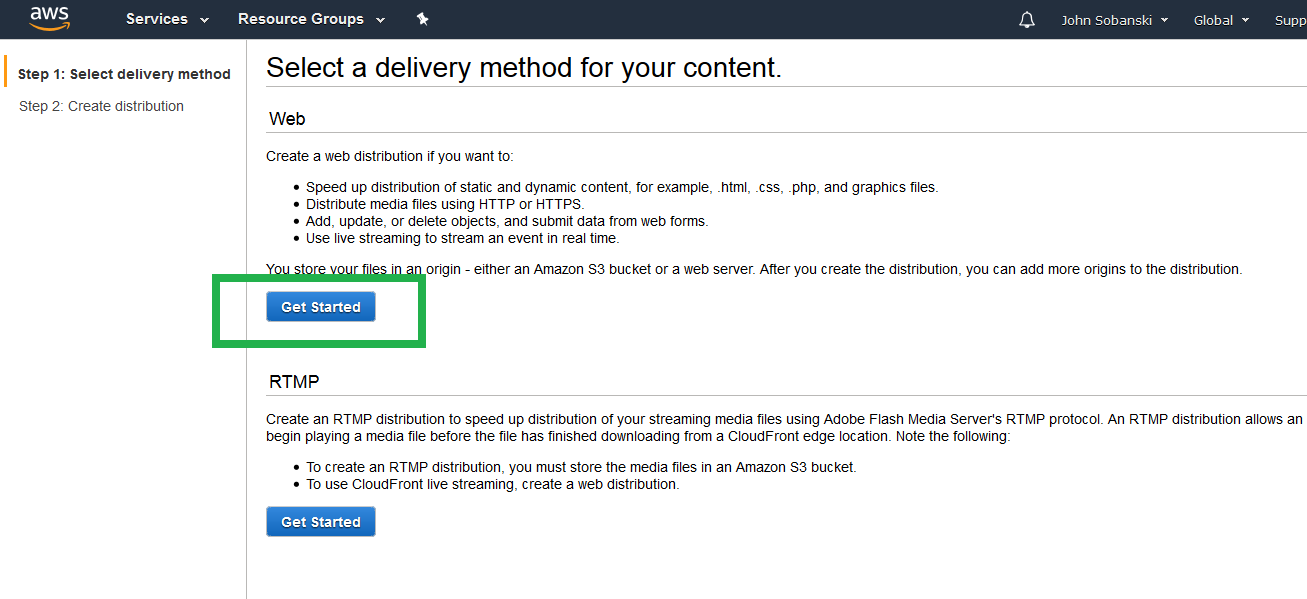 aws Services Resource Groups John Sobanski Global Supp
Step 1: Select delivery method
Step 2: Create distribution
Select a delivery method for your content.
Web
Create a web distribution if you want to:
• Speed up distribution of static and dynamic content, for example, .html, .css, .php, and graphics files.
• Distribute media files using HTTP or HTTPS.
• Add, update, or delete objects, and submit data from web forms.
• Use live streaming to stream an event in real time.
You store your files in an origin - either an Amazon S3 bucket or a web server. After you create the distribution, you can add more origins to the distribution.
Get Started
RTMP
Create an RTMP distribution to speed up distribution of your streaming media files using Adobe Flash Media Server's RTMP protocol. An RTMP distribution allows an
begin playing a media file before the file has finished downloading from a CloudFront edge location. Note the following:
• To create an RTMP distribution, you must store the media files in an Amazon S3 bucket.
• To use CloudFront live streaming, create a web distribution.
Get Started